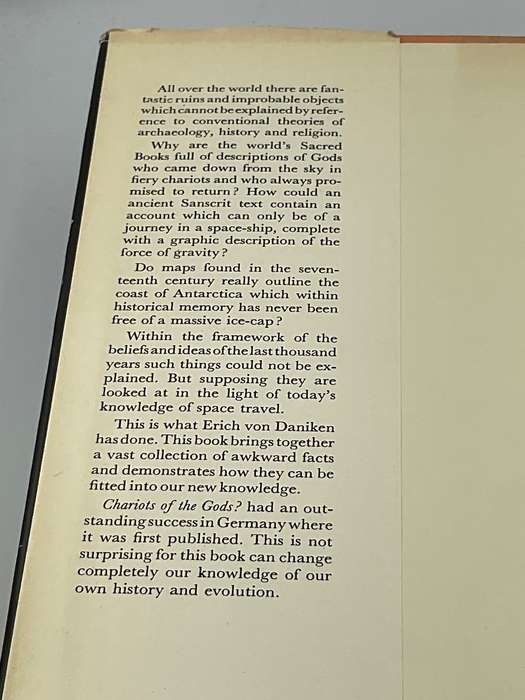 All over the world there are fan-
tastic ruins and improbable objects
which cannot be explained by refer-
ence to conventional theories of
archaeology, history and religion.
Why are the world's Sacred
Books full of descriptions of Gods
who came down from the sky in
fiery chariots and who always pro-
mised to return? How could an
ancient Sanscrit text contain an
account which can only be of a
journey in a space-ship, complete
with a graphic description of the
force of gravity?
Do maps found in the seven-
teenth century really outline the
coast of Antarctica which within
historical memory has never been
free of a massive ice-cap?
Within the framework of the
beliefs and ideas of the last thousand
years such things could not be ex-
plained. But supposing they are
looked at in the light of today's
knowledge of space travel.
This is what Erich von Daniken
has done. This book brings together
a vast collection of awkward facts
and demonstrates how they can be
fitted into our new knowledge.
Chariots of the Gods? had an out-
standing success in Germany where
it was first published. This is not
surprising for this book can change
completely our knowledge of our
own history and evolution.